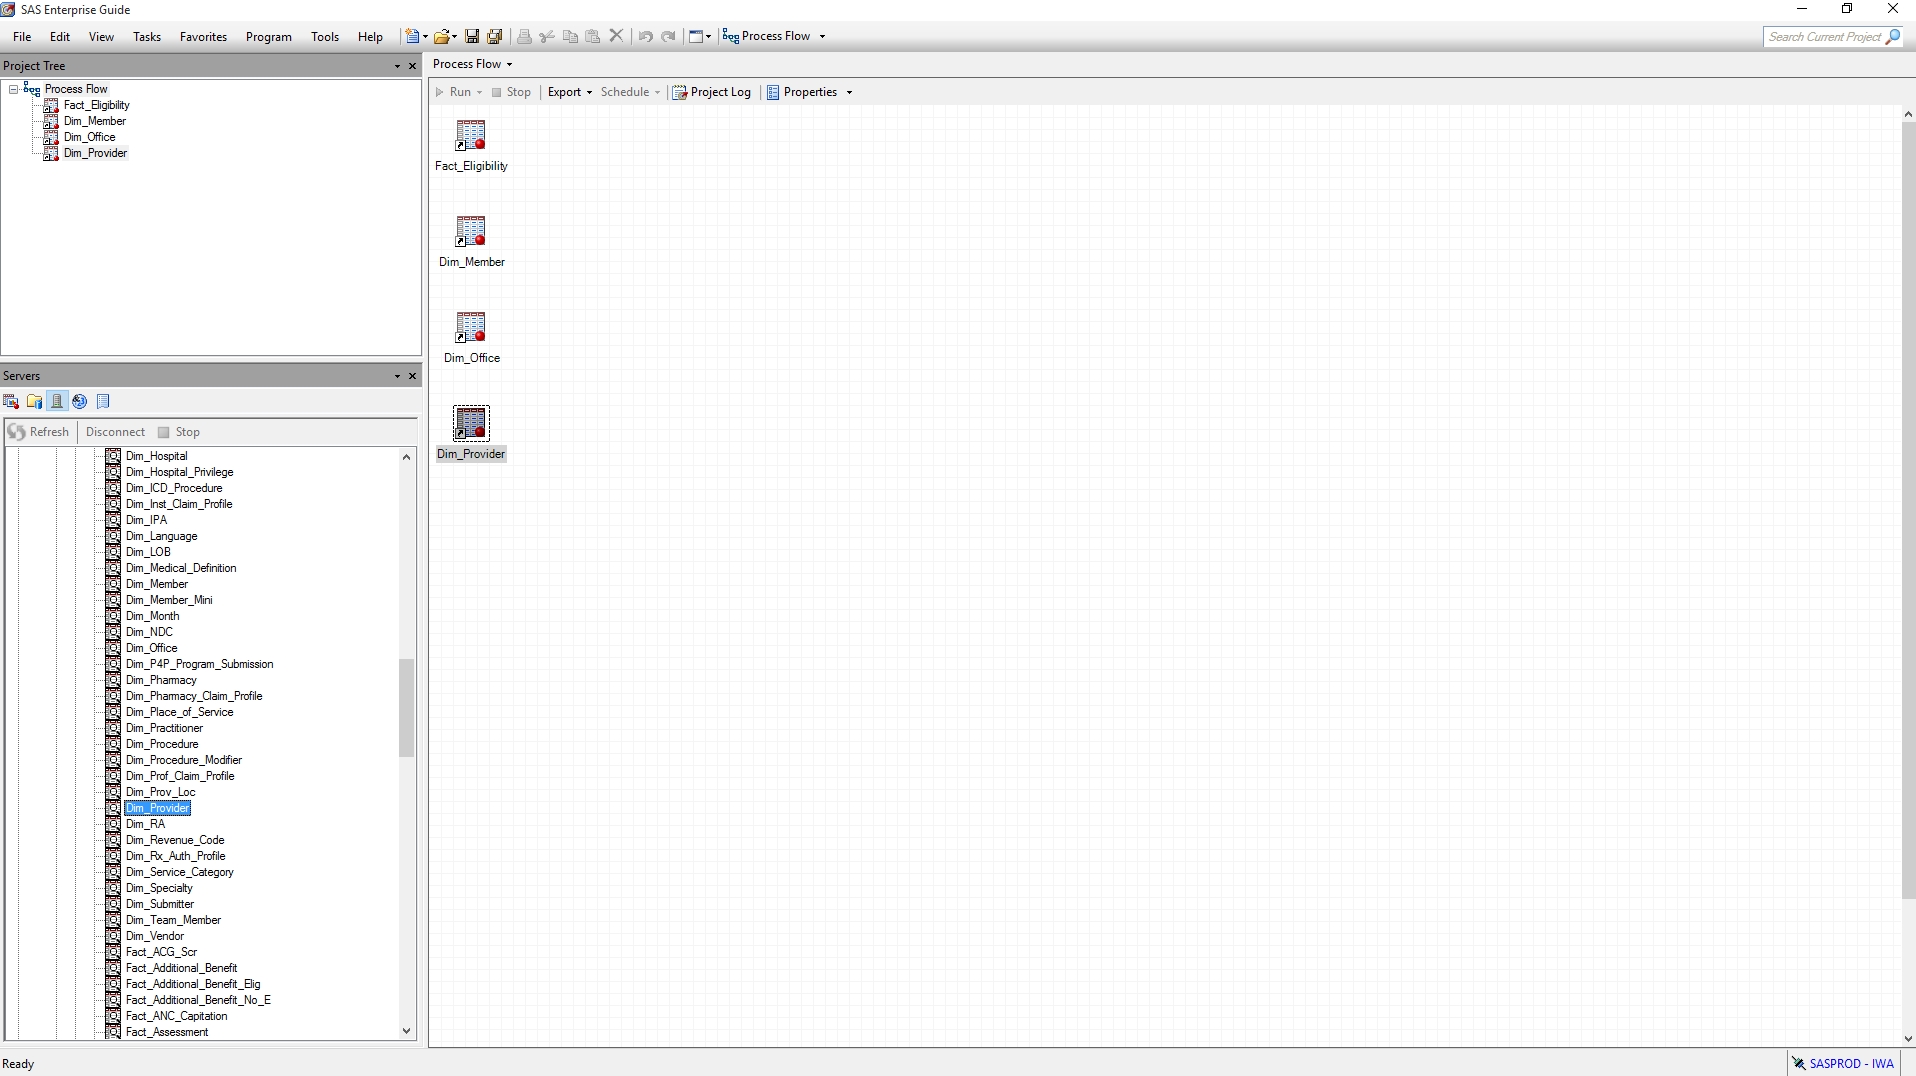 SAS Enterprise Guide
File Edit View Tasks Favorites Program Tools Help Process Flow Search Current Project
Project Tree
Process Flow
Fact_Eligibility
Dim_Member
Dim_Office
Dim_Provider
Servers
Refresh Disconnect Stop
Dim_Hospital
Dim_Hospital_Privilege
Dim_ICD_Procedure
Dim_Inst_Claim_Profile
Dim_IPA
Dim_Language
Dim_LOB
Dim_Medical_Definition
Dim_Member
Dim_Member_Mini
Dim_Month
Dim_NDC
Dim_Office
Dim_P4P_Program_Submission
Dim_Pharmacy
Dim_Pharmacy_Claim_Profile
Dim_Place_of_Service
Dim_Practitioner
Dim_Procedure
Dim_Procedure_Modifier
Dim_Prof_Claim_Profile
Dim_Prov_Loc
Dim_Provider
Dim_RA
Dim_Revenue_Code
Dim_Rx_Auth_Profile
Dim_Service_Category
Dim_Specialty
Dim_Submitter
Dim_Team_Member
Dim_Vendor
Fact_ACG_Scr
Fact_Additional_Benefit
Fact_Additional_Benefit_Elig
Fact_Additional_Benefit_No_E
Fact_ANC_Capitation
Fact_Assessment
Process Flow
Run Stop Export Schedule Project Log Properties
Fact_Eligibility
Dim_Member
Dim_Office
Dim_Provider
Ready
SASPROD - IWA